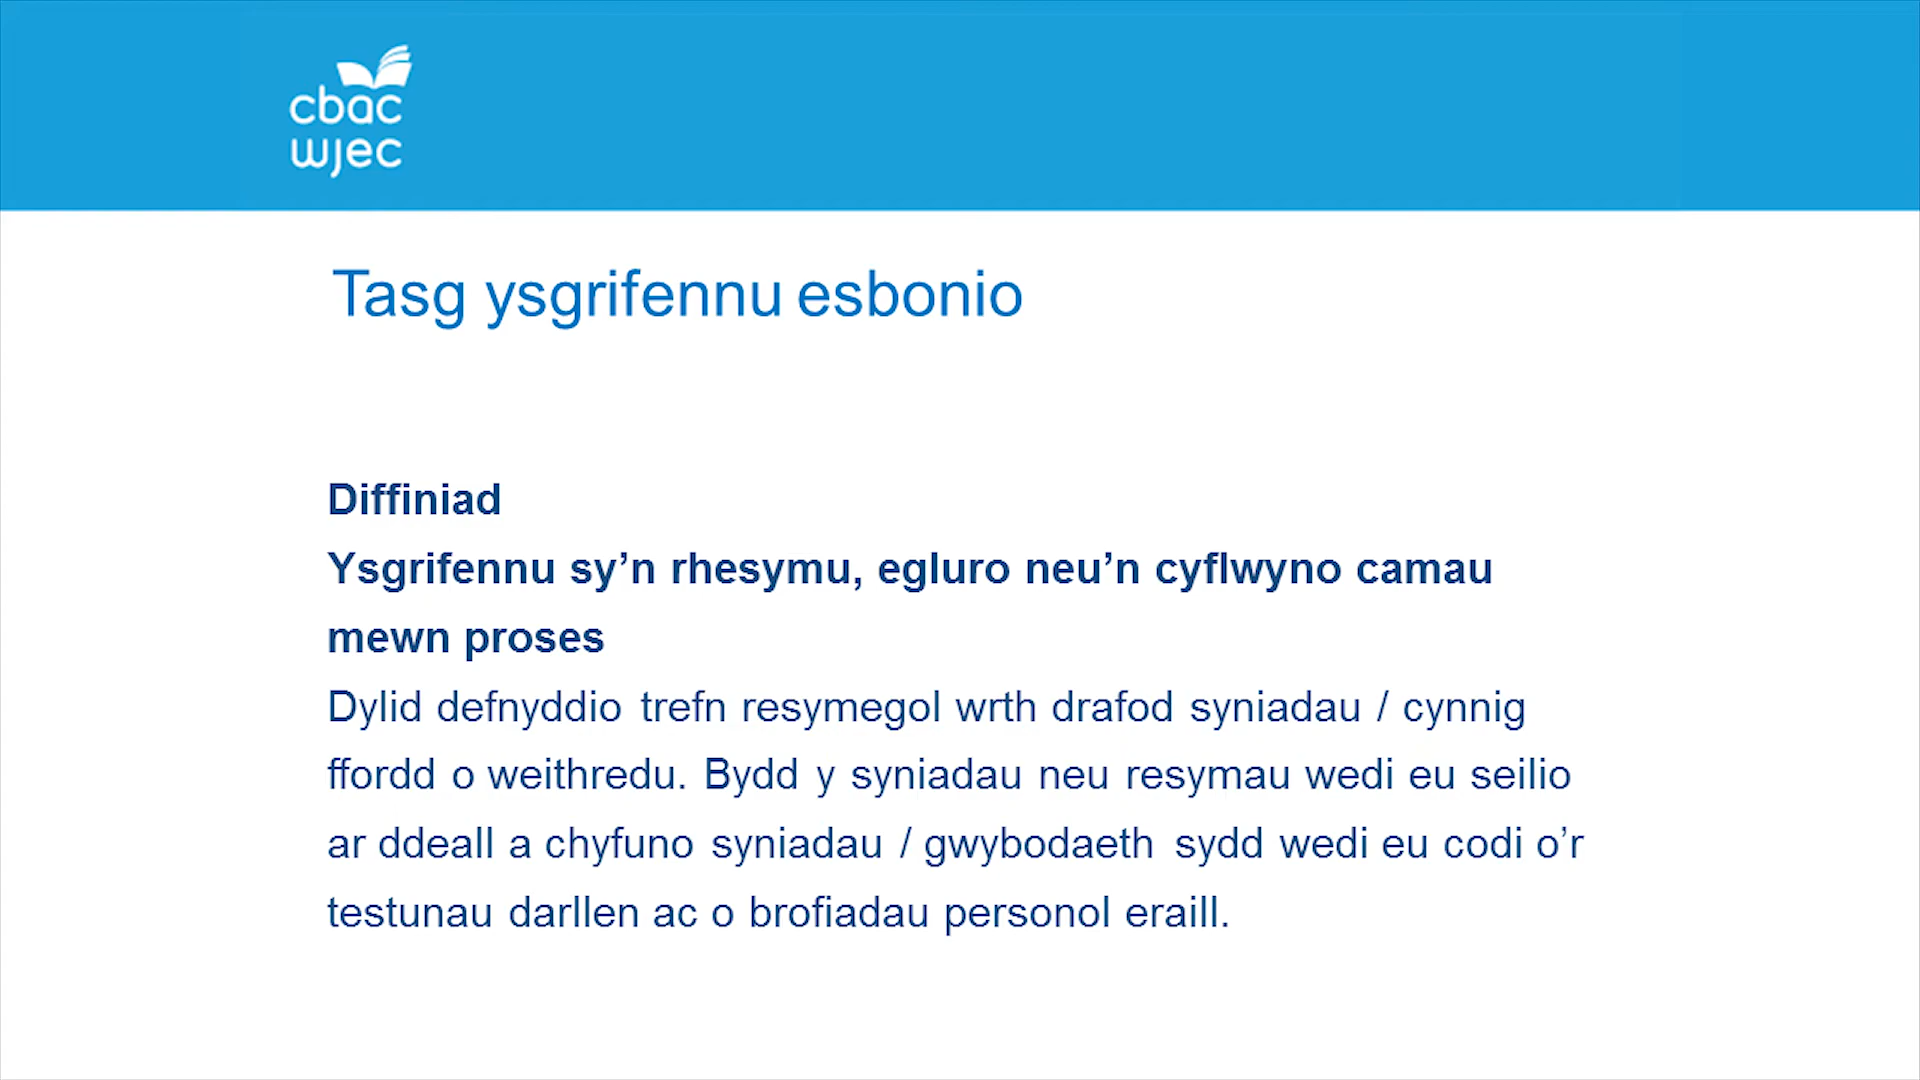 cbac
wjec
Tasg ysgrifennu esbonio
Diffiniad
Ysgrifennu sy’n rhesymu, egluro neu’n cyflwyno camau
mewn proses
Dylid defnyddio trefn resymegol wrth drafod syniadau / cynnig
ffordd o weithredu. Bydd y syniadau neu resymau wedi eu seilio
ar ddeall a chyfuno syniadau / gwybodaeth sydd wedi eu codi o’r
testunau darllen ac o brofiadau personol eraill.